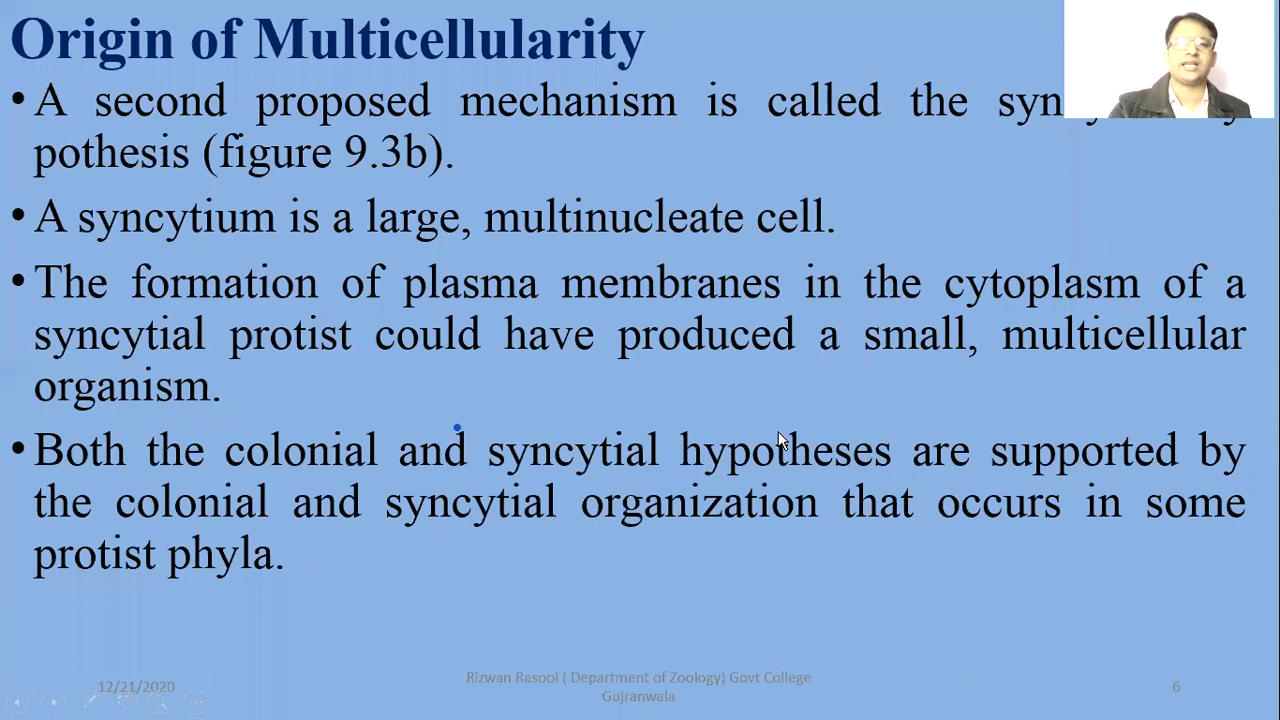 Origin of Multicellularity
• A second proposed mechanism is called the
pothesis (figure 9.3b).
• A syncytium is a large, multinucleate cell.
• The formation of plasma membranes in the cytoplasm of a
syncytial protist could have produced a small, multicellular
organism.
• Both the colonial and syncytial hypotheses are supported by
the colonial and syncytial organization that occurs in some
protist phyla.
12/21/2020
Rizwan Rasool ( Department of Zoology) Govt College
Gujranwala
6